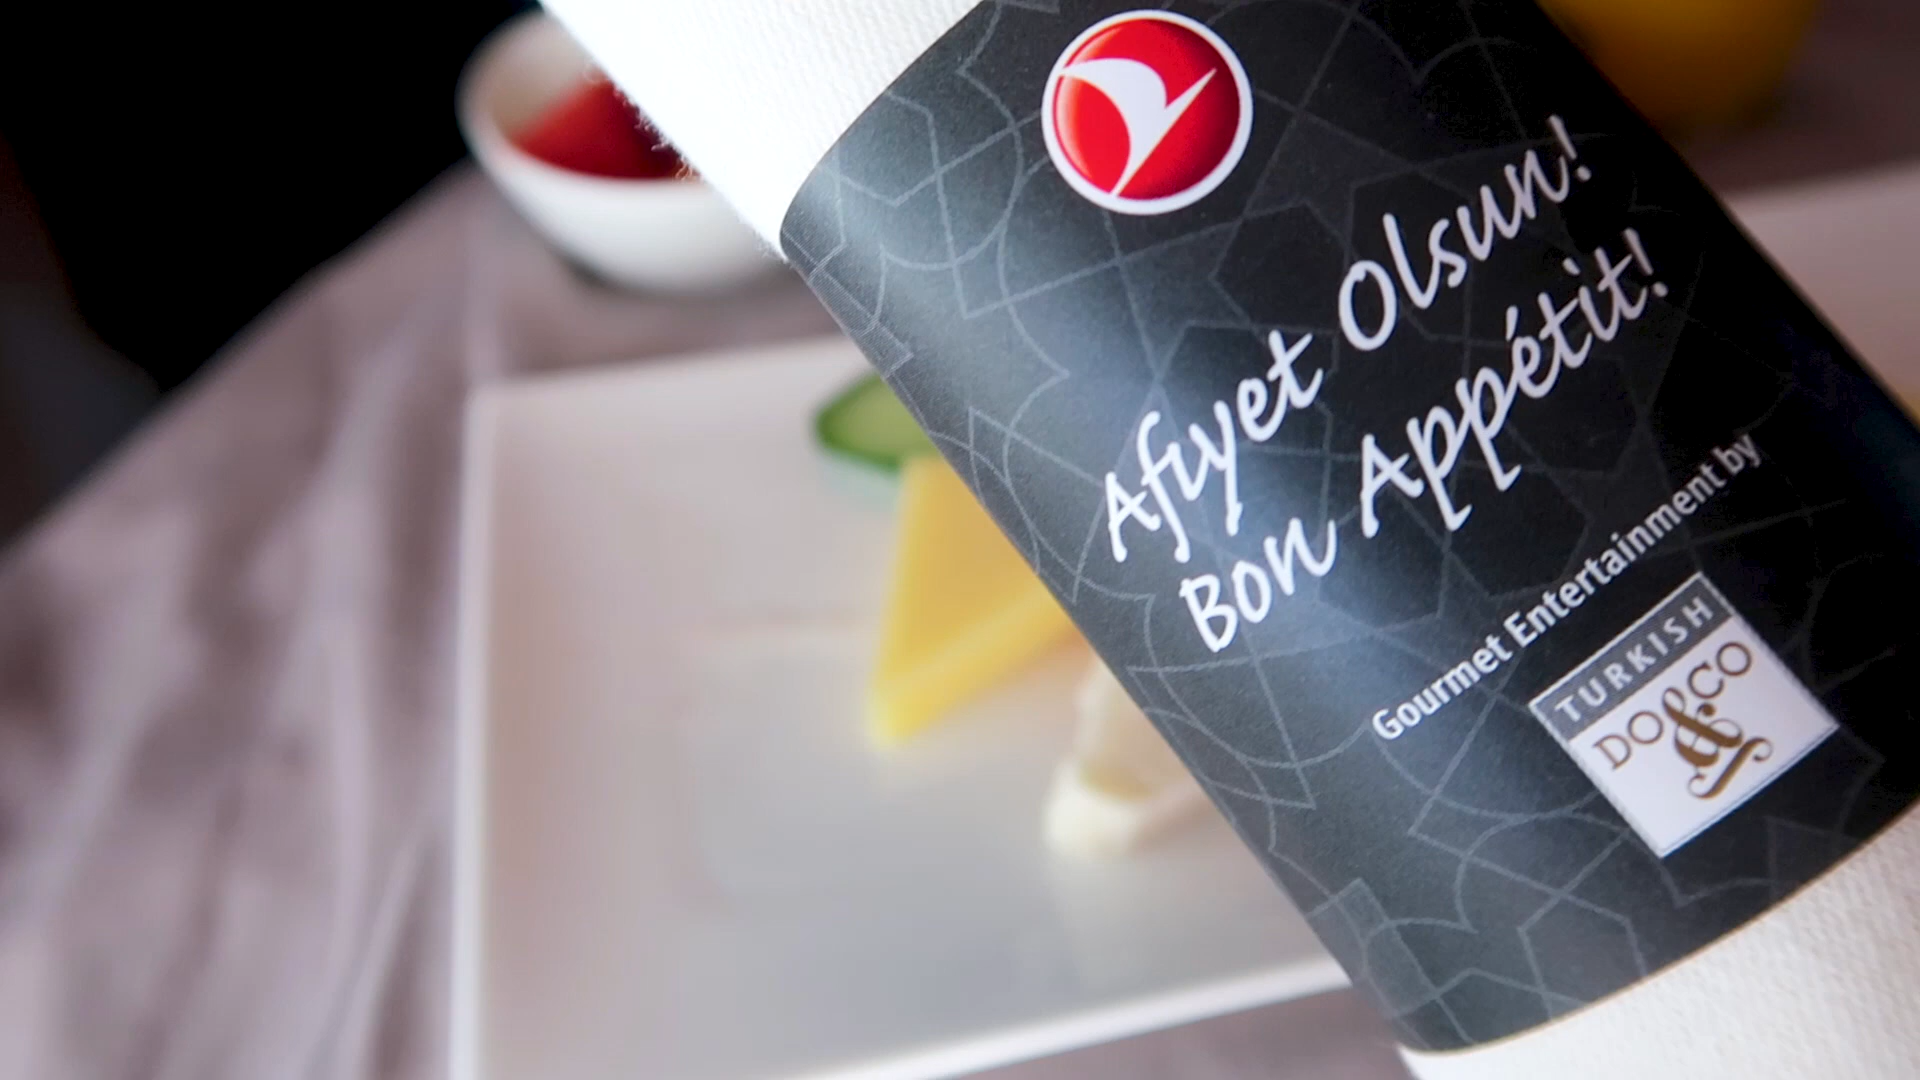 Afiyet Olsun!
Bon Appétit!
Gourmet Entertainment by
TURKISH
DO&CO